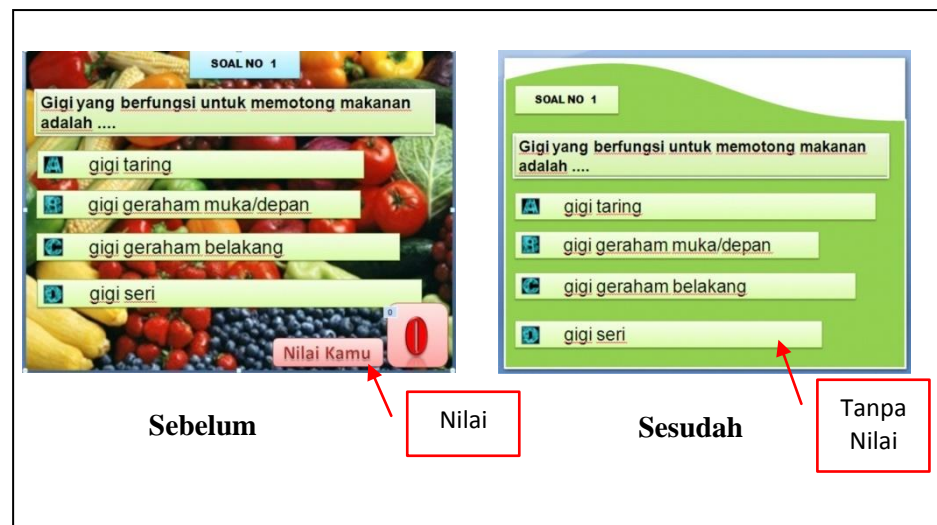 SOAL NO 1
Gigi yang berfungsi untuk memotong makanan
adalah ....
A gigi taring
B gigi geraham muka/depan
C gigi geraham belakang
D gigi seri
0
0
Nilai Kamu
Sebelum
Nilai
SOAL NO 1
Gigi yang berfungsi untuk memotong makanan
adalah ....
A gigi taring
B gigi geraham muka/depan
C gigi geraham belakang
D gigi seri
Sesudah
Tanpa
Nilai